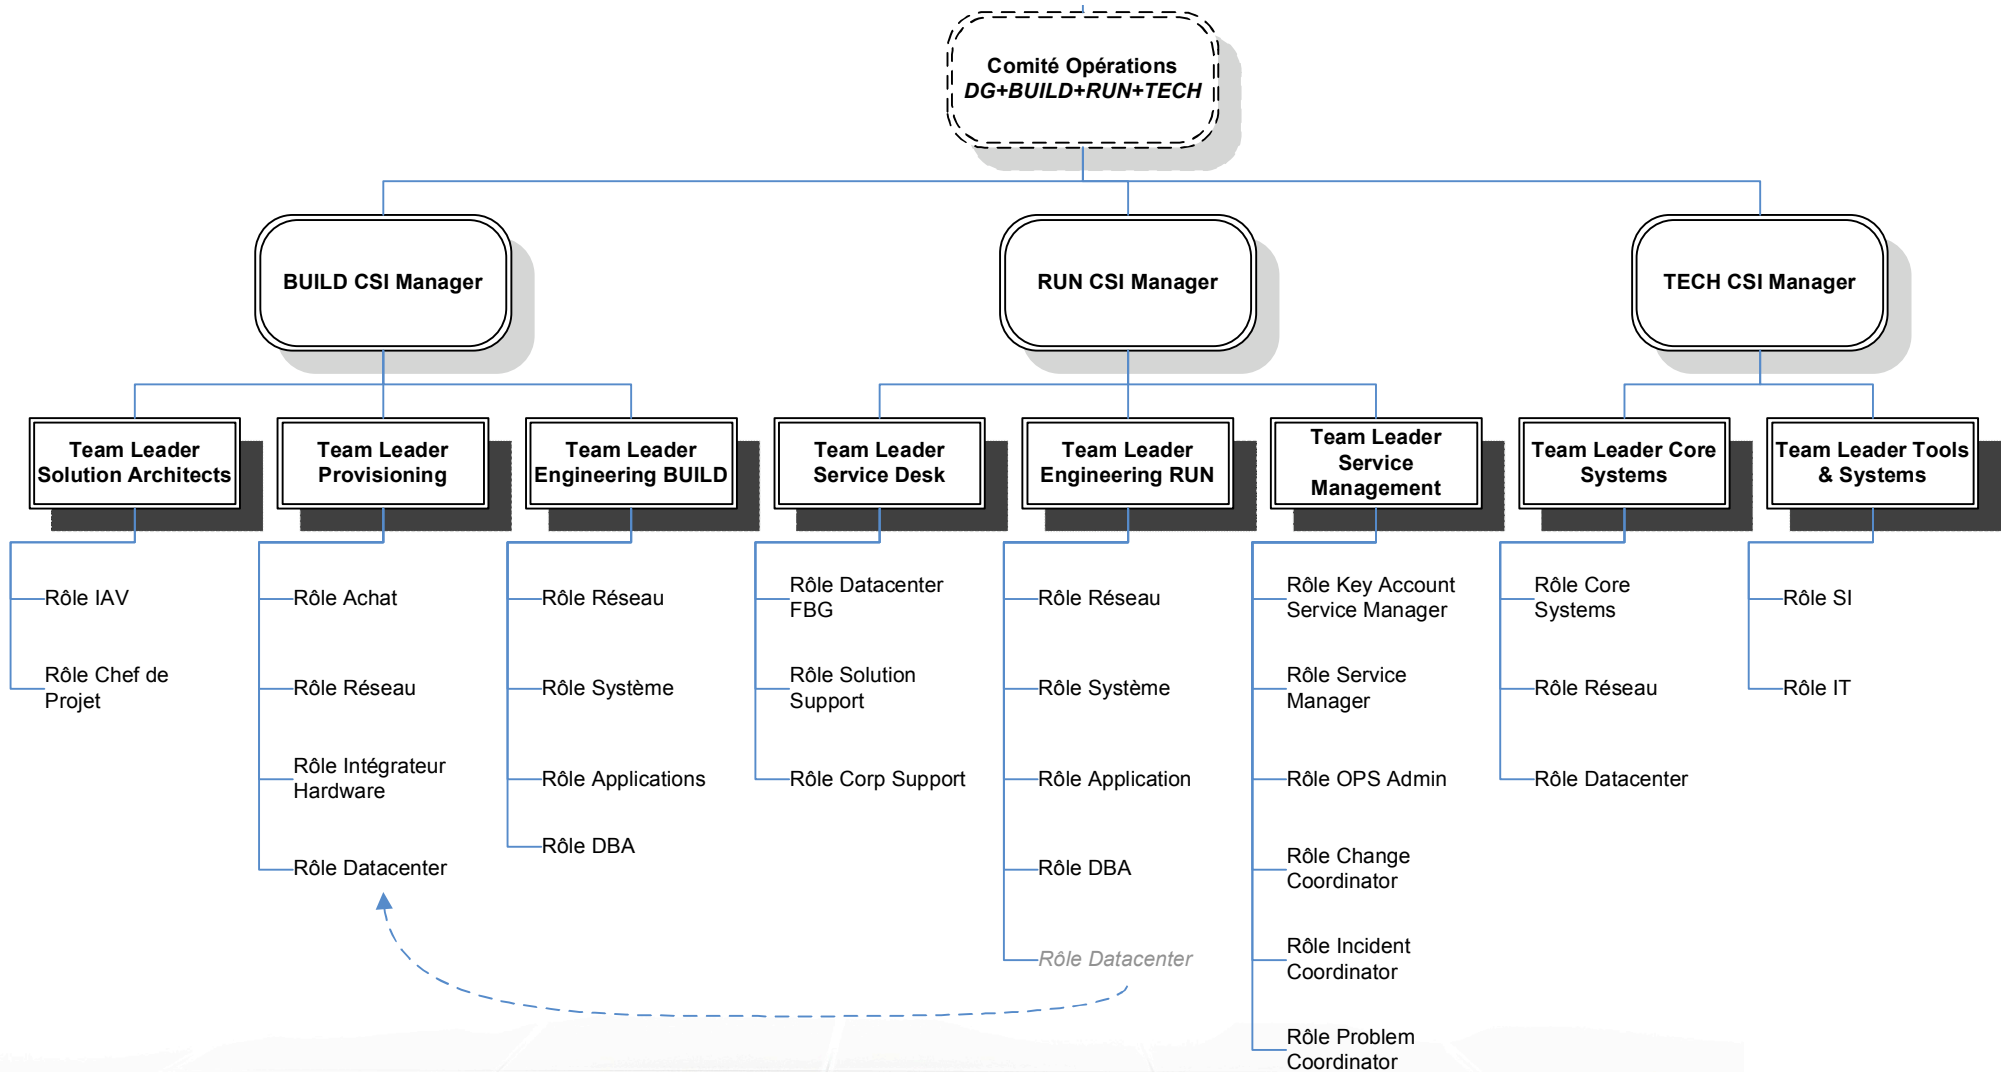 Comité Opérations
DG+BUILD+RUN+TECH
BUILD CSI Manager
RUN CSI Manager
TECH CSI Manager
Team Leader
Solution Architects
Team Leader
Provisioning
Team Leader
Engineering BUILD
Team Leader
Service Desk
Team Leader
Engineering RUN
Team Leader
Service
Management
Team Leader Core
Systems
Team Leader Tools
& Systems
Rôle IAV
Rôle Chef de
Projet
Rôle Achat
Rôle Réseau
Rôle Intégrateur
Hardware
Rôle Datacenter
Rôle Réseau
Rôle Système
Rôle Applications
Rôle DBA
Rôle Datacenter
FBG
Rôle Solution
Support
Rôle Corp Support
Rôle Réseau
Rôle Système
Rôle Application
Rôle DBA
Rôle Datacenter
Rôle Key Account
Service Manager
Rôle Service
Manager
Rôle OPS Admin
Rôle Change
Coordinator
Rôle Incident
Coordinator
Rôle Problem
Coordinator
Rôle Core
Systems
Rôle Réseau
Rôle Datacenter
Rôle SI
Rôle IT